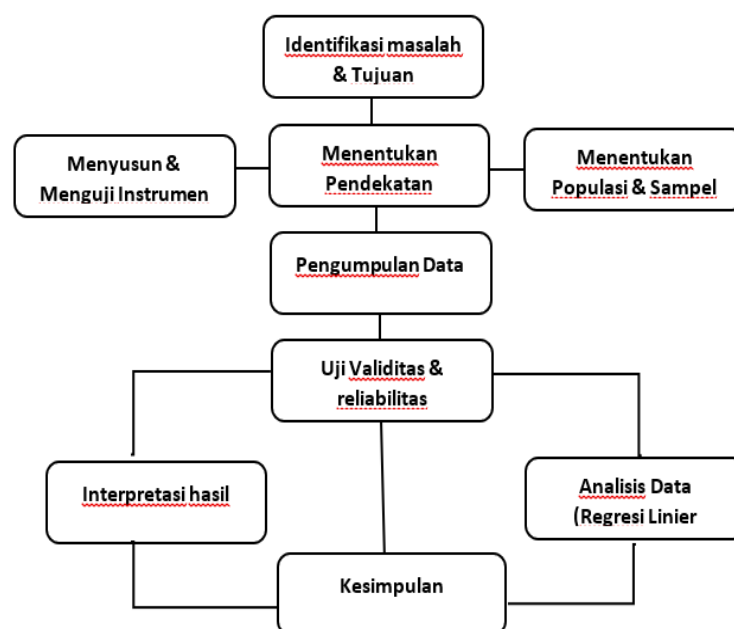 Identifikasi masalah
& Tujuan
Menyusun &
Menguji Instrumen
Menentukan
Pendekatan
Menentukan
Populasi & Sampel
Pengumpulan Data
Uji Validitas &
reliabilitas
Interpretasi hasil
Analisis Data
(Regresi Linier
Kesimpulan